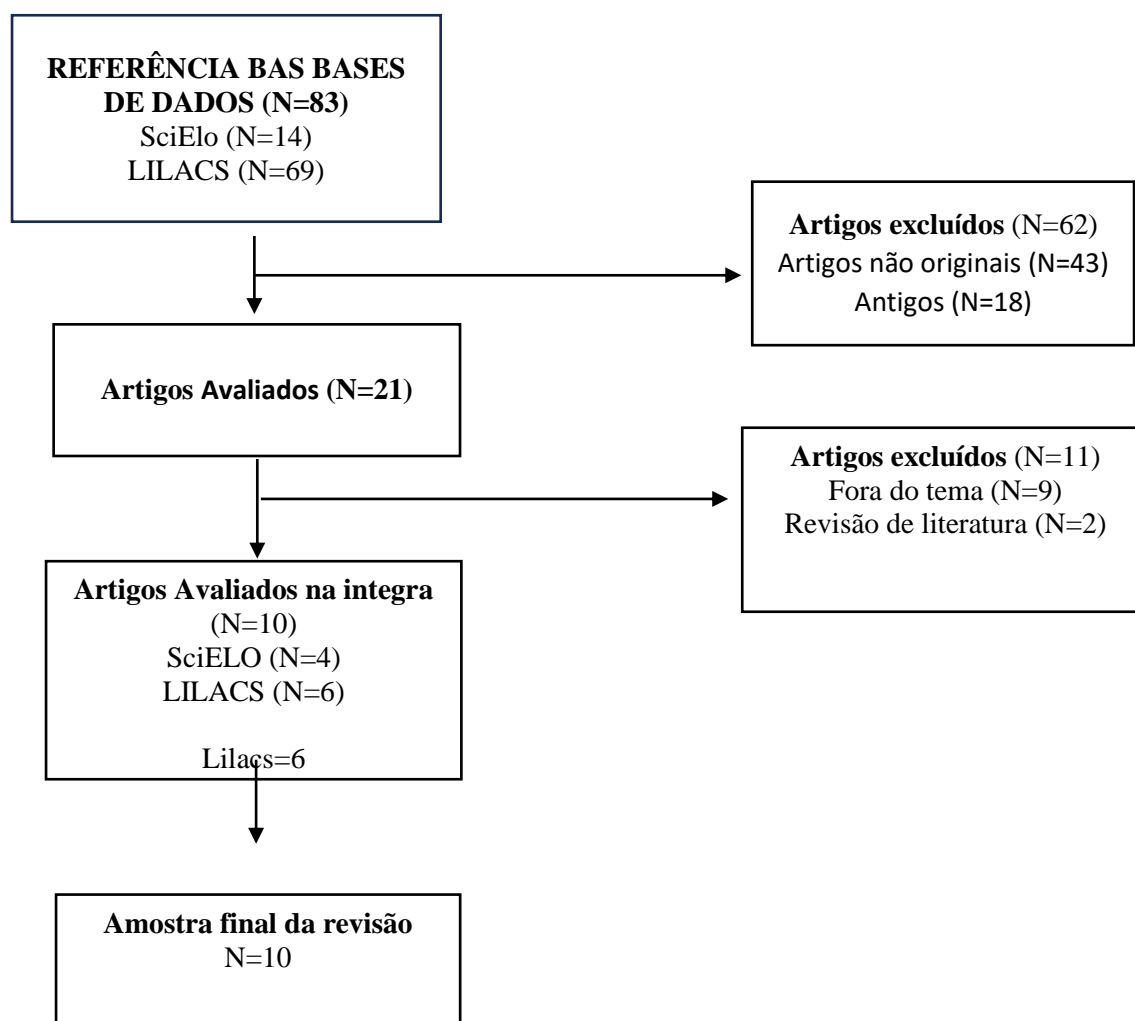 REFERÊNCIA BAS BASES
DE DADOS (N=83)
SciElo (N=14)
LILACS (N=69)
Artigos excluídos (N=62)
Artigos não originais (N=43)
Antigos (N=18)
Artigos Avaliados (N=21)
Artigos excluídos (N=11)
Fora do tema (N=9)
Revisão de literatura (N=2)
Artigos Avaliados na integra
(N=10)
SciELO (N=4)
LILACS (N=6)
Lilacs=6
Amostra final da revisão
N=10